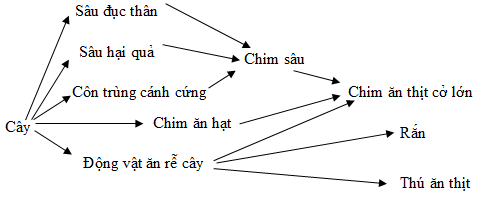 Sâu đục thân
Sâu hại quả
Chim sâu
Côn trùng cánh cứng
Chim ăn thịt cở lớn
Cây
Chim ăn hạt
Rắn
Động vật ăn rễ cây
Thú ăn thịt